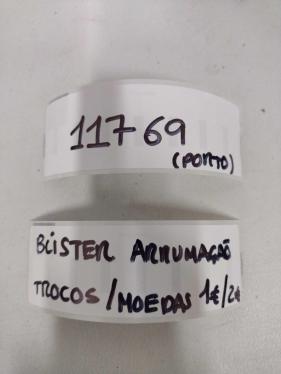 11769
(PORTO)
BLISTER ARRUMAÇÃO
TROCOS/MOEDAS 1€/2€